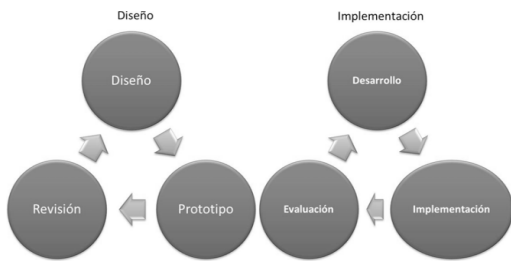 Diseño
Implementación
Diseño
Desarrollo
Revisión
Prototipo
Evaluación
Implementación